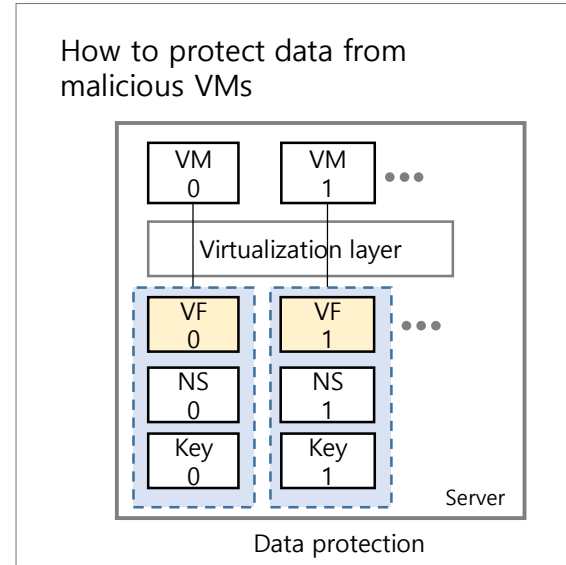 How to protect data from
malicious VMs
VM
0
VM
1
Virtualization layer
VF
0
VF
1
NS
0
NS
1
Key
0
Key
1
Server
Data protection